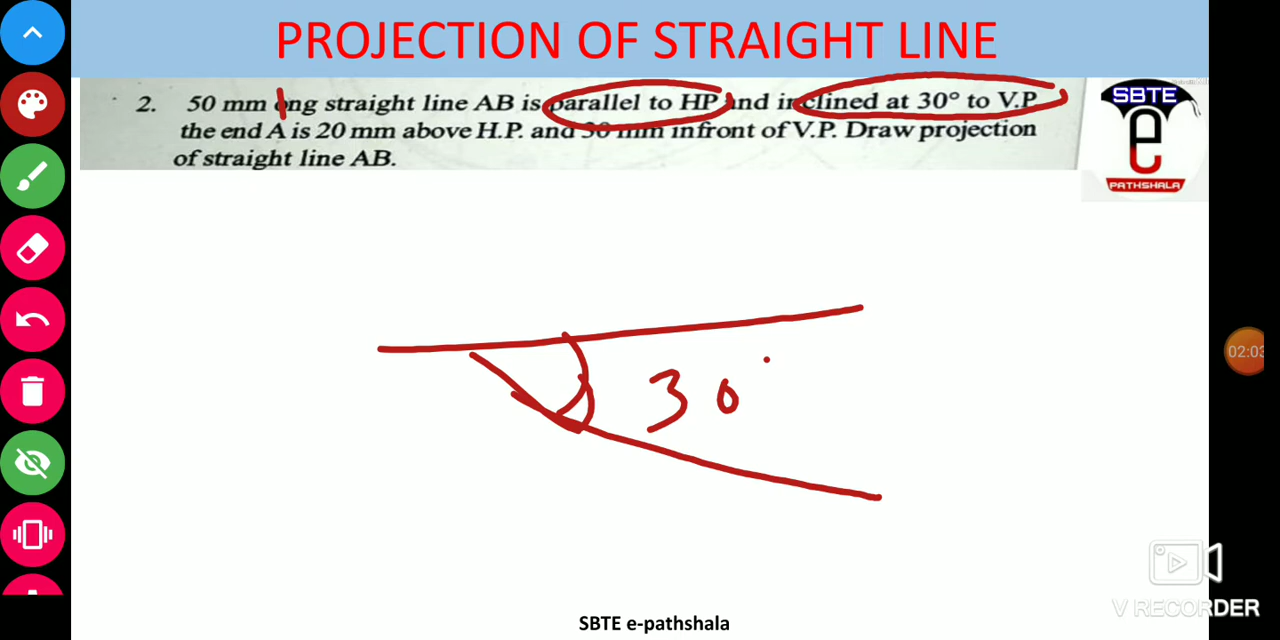 PROJECTION OF STRAIGHT LINE
2. 50 mm long straight line AB is parallel to HP and inclined at 30° to V.P.
the end A is 20 mm above H.P. and 30 mm infront of V.P. Draw projection
of straight line AB.
SBTE
e
PATHSHALA
02:03
30°
V RECORDER
SBTE e-pathshala